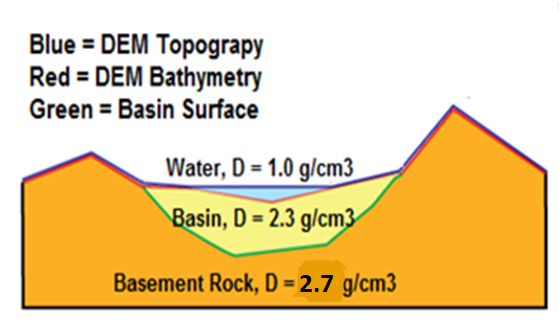 Blue = DEM Topograpy
Red = DEM Bathymetry
Green = Basin Surface
Water, D = 1.0 g/cm3
Basin, D = 2.3 g/cm3
Basement Rock, D = 2.7 g/cm3